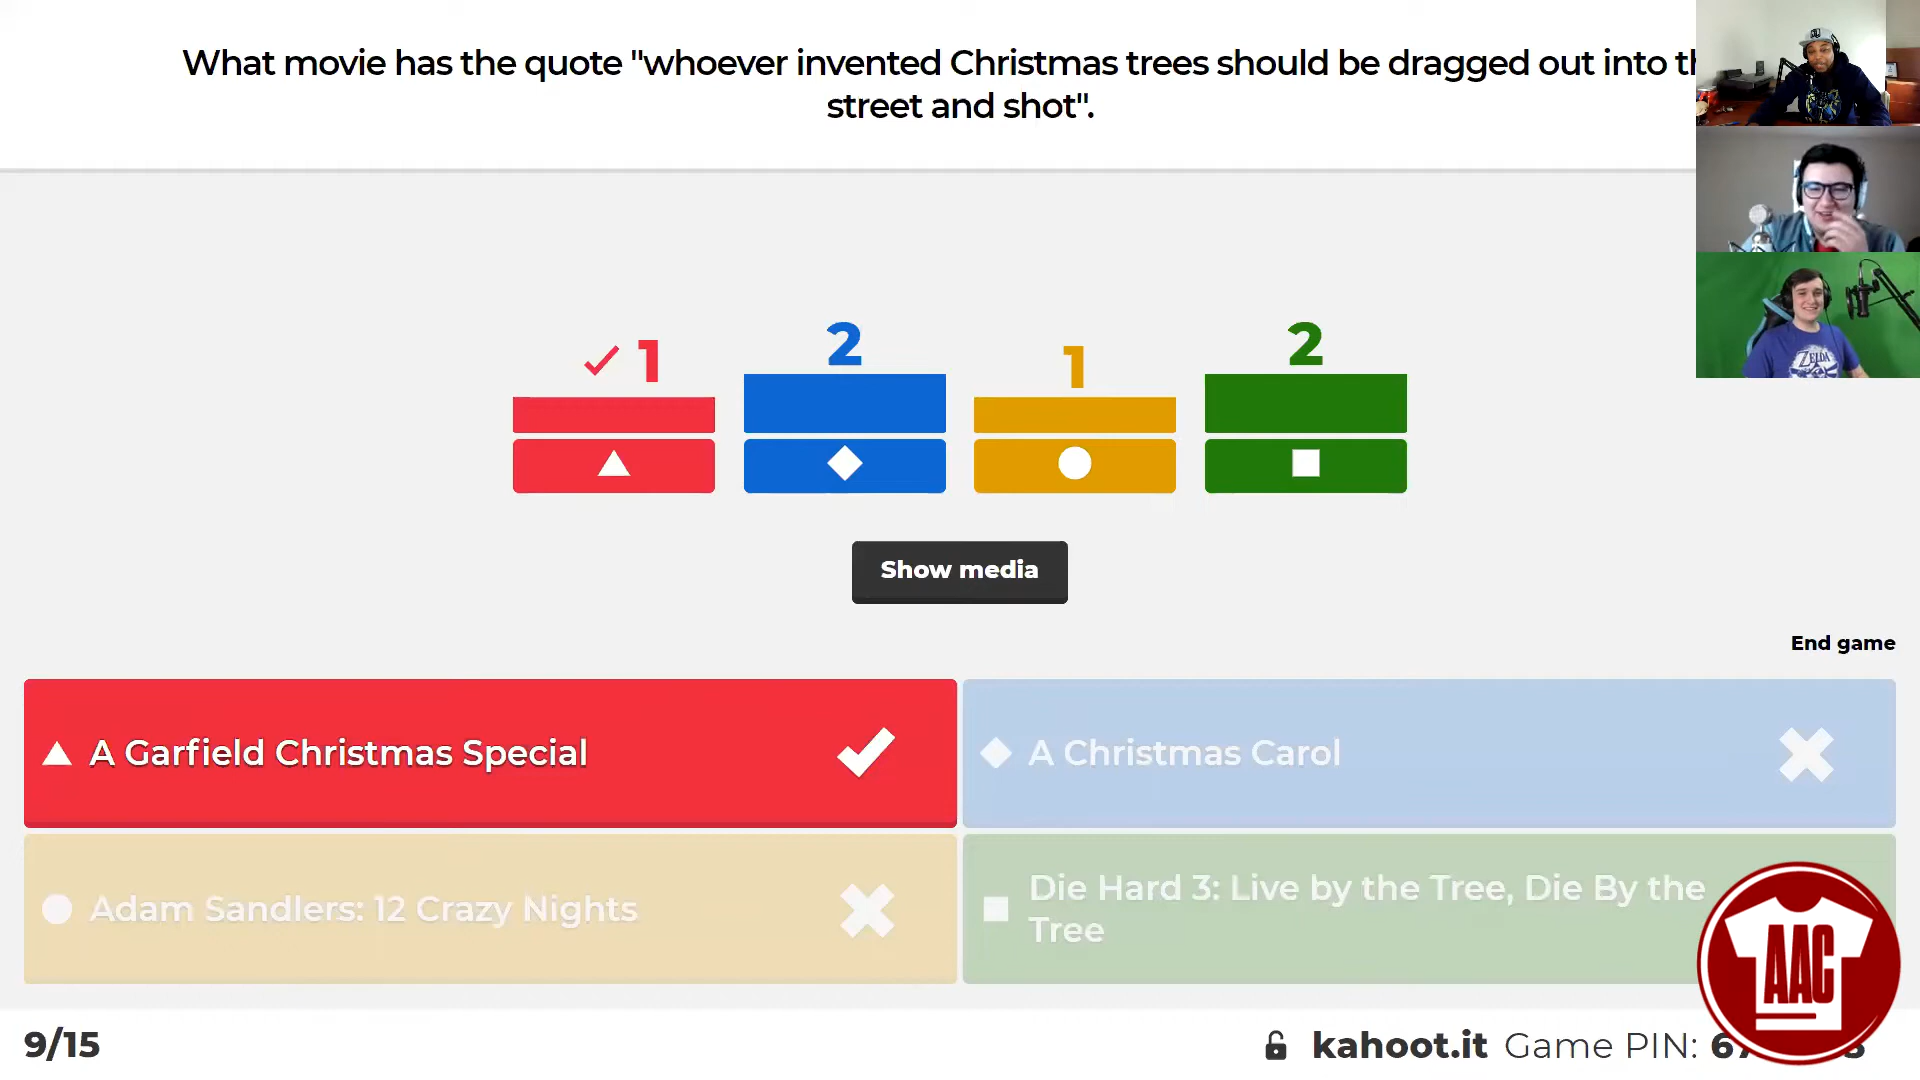 What movie has the quote "whoever invented Christmas trees should be dragged out into
street and shot".
1
2
1
2
Show media
End game
A Garfield Christmas Special
A Christmas Carol
Adam Sandlers: 12 Crazy Nights
Die Hard 3: Live by the Tree, Die By the
Tree
AAC
ZELDA
9/15
kahoot.it Game PIN: